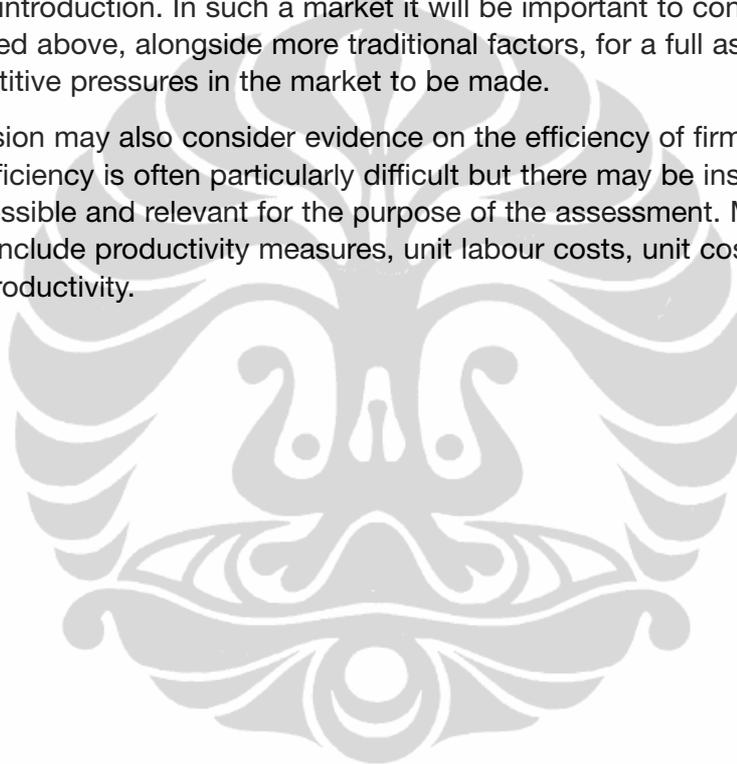 introduction. In such a market it will be important to con
ed above, alongside more traditional factors, for a full as
titive pressures in the market to be made.
sion may also consider evidence on the efficiency of firm
ficiency is often particularly difficult but there may be ins
ssible and relevant for the purpose of the assessment. M
nclude productivity measures, unit labour costs, unit cos
roductivity.